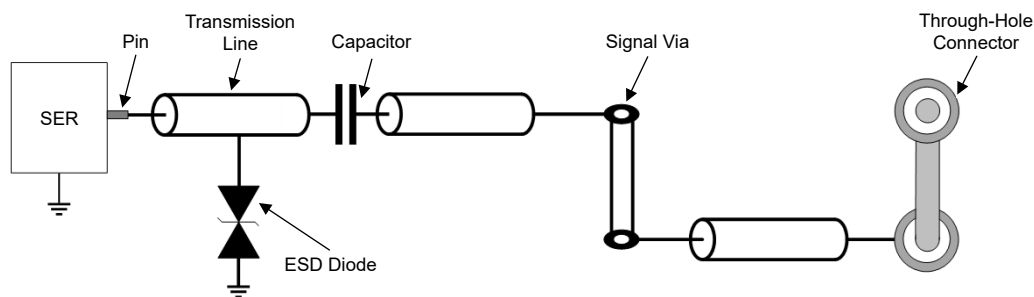 Transmission
Line
Pin
Capacitor
Signal Via
Through-Hole
Connector
SER
ESD Diode